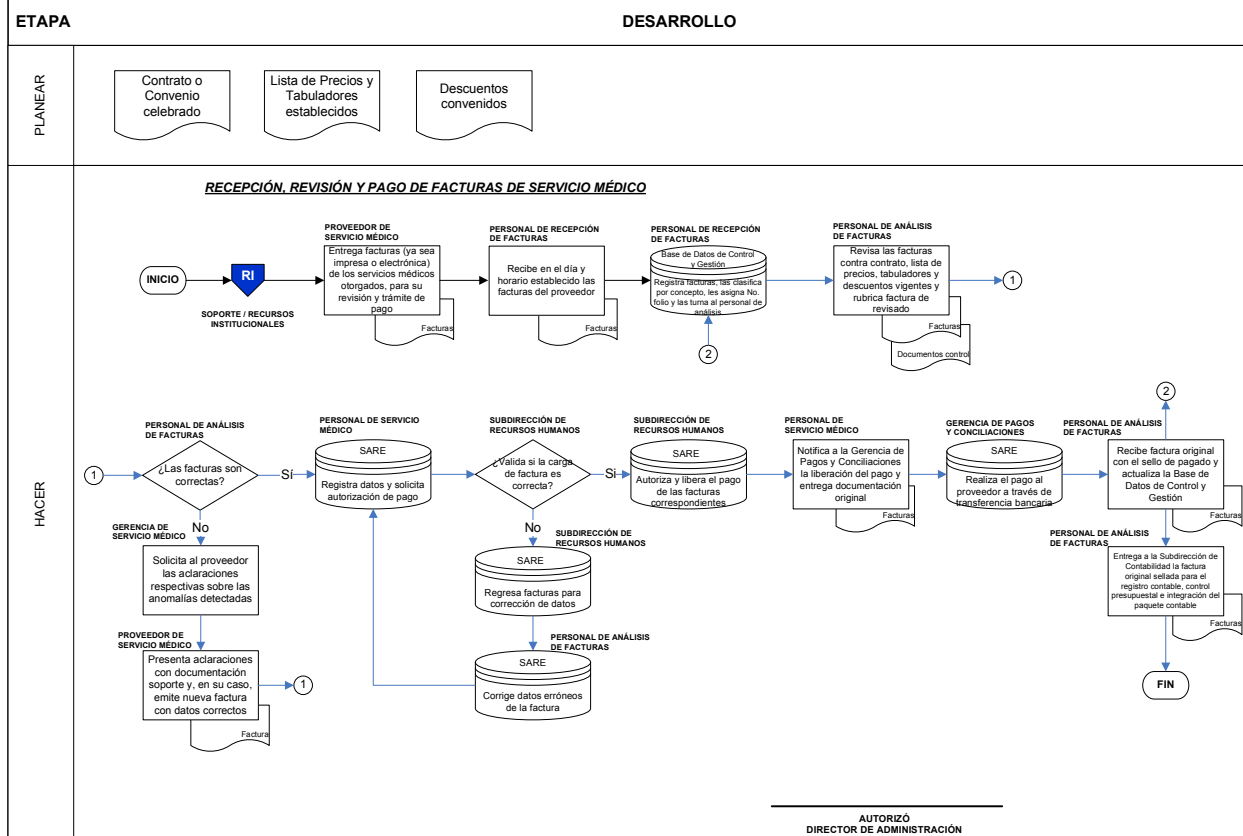 ETAPA
DESARROLLO
PLANEAR
Contrato o
Convenio
celebrado
Lista de Precios y
Tabuladores
establecidos
Descuentos
convenidos
HACER
RECEPCIÓN, REVISIÓN Y PAGO DE FACTURAS DE SERVICIO MÉDICO
INICIO
RI
SOPORTE / RECURSOS
INSTITUCIONALES
PROVEEDOR DE
SERVICIO MÉDICO
Entrega facturas (ya sea
impresa o electrónica)
de los servicios médicos
otorgados, para su
revisión y trámite de
pago
Facturas
PERSONAL DE RECEPCIÓN
DE FACTURAS
Recibe en el día y
horario establecido las
facturas del proveedor
Facturas
PERSONAL DE RECEPCIÓN
DE FACTURAS
Base de Datos de Control
y Gestión
Registra facturas, las clasifica
por concepto, les asigna No.
folio y las turna al personal de
análisis
2
PERSONAL DE ANÁLISIS
DE FACTURAS
Revisa las facturas
contra contrato, lista de
precios, tabuladores y
descuentos vigentes y
rubrica factura de
revisado
Facturas
Documentos control
1
1
PERSONAL DE ANÁLISIS
DE FACTURAS
¿Las facturas son
correctas?
Sí
No
GERENCIA DE
SERVICIO MÉDICO
Solicita al proveedor
las aclaraciones
respectivas sobre las
anomalías detectadas
PROVEEDOR DE
SERVICIO MÉDICO
Presenta aclaraciones
con documentación
soporte y, en su caso,
emite nueva factura
con datos correctos
Factura
1
PERSONAL DE SERVICIO
MÉDICO
SARE
Registra datos y solicita
autorización de pago
SUBDIRECCIÓN DE
RECURSOS HUMANOS
¿Valida si la carga
de factura es
correcta?
Si
No
SUBDIRECCIÓN DE
RECURSOS HUMANOS
SARE
Regresa facturas para
corrección de datos
PERSONAL DE ANÁLISIS
DE FACTURAS
SARE
Corrige datos erróneos
de la factura
SUBDIRECCIÓN DE
RECURSOS HUMANOS
SARE
Autoriza y libera el pago
de las facturas
correspondientes
PERSONAL DE
SERVICIO MÉDICO
Notifica a la Gerencia de
Pagos y Conciliaciones
la liberación del pago y
entrega documentación
original
Facturas
GERENCIA DE PAGOS
Y CONCILIACIONES
SARE
Realiza el pago al
proveedor a través de
transferencia bancaria
2
PERSONAL DE ANÁLISIS
DE FACTURAS
Recibe factura original
con el sello de pagado y
actualiza la Base de
Datos de Control y
Gestión
Facturas
PERSONAL DE ANÁLISIS
DE FACTURAS
Entrega a la Subdirección de
Contabilidad la factura
original sellada para el
registro contable, control
presupuestal e integración del
paquete contable
Facturas
FIN
AUTORIZÓ
DIRECTOR DE ADMINISTRACIÓN